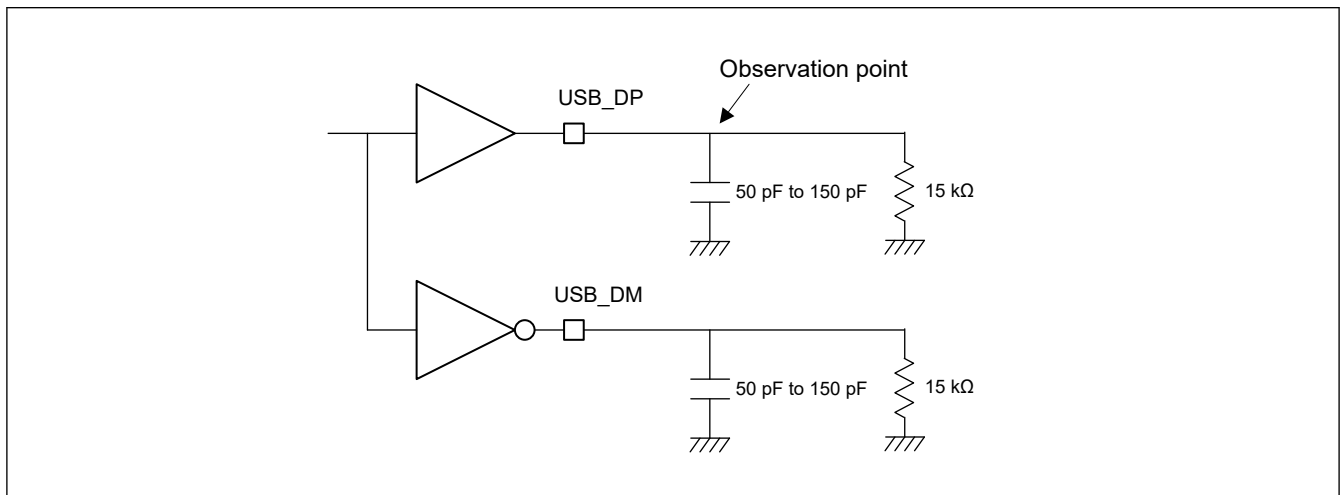 Observation point
USB_DP
50 pF to 150 pF
15 kΩ
USB_DM
50 pF to 150 pF
15 kΩ